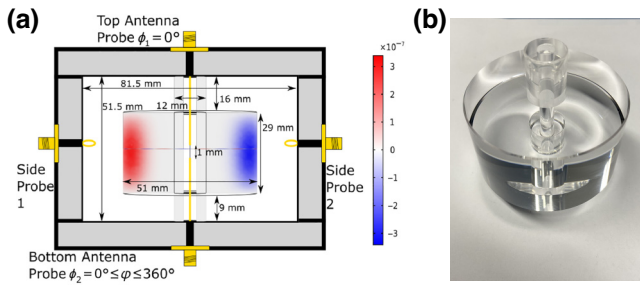 (a)
Top Antenna
Probe ϕ₁=0°
81.5 mm
51.5 mm
12 mm
16 mm
29 mm
1 mm
51 mm
9 mm
Side
Probe
1
Side
Probe
2
Bottom Antenna
Probe ϕ₂=0°≤φ≤360°
×10⁻⁷
3
2
1
0
-1
-2
-3
(b)